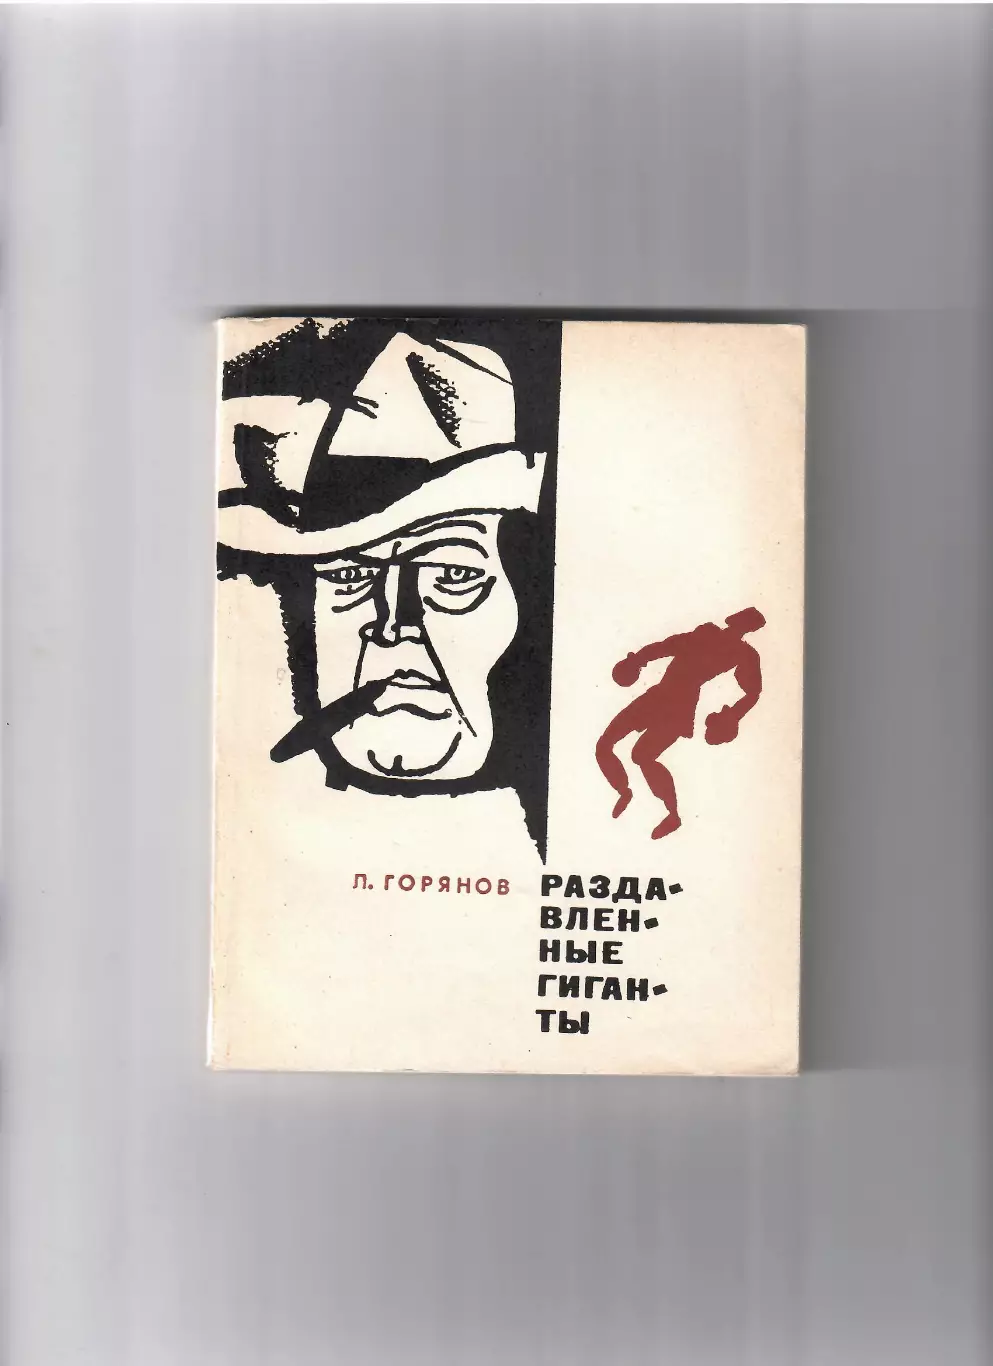 Л. ГОРЯНОВ
РАЗДА-
ВЛЕН-
НЫЕ
ГИГАН-
ТЫ